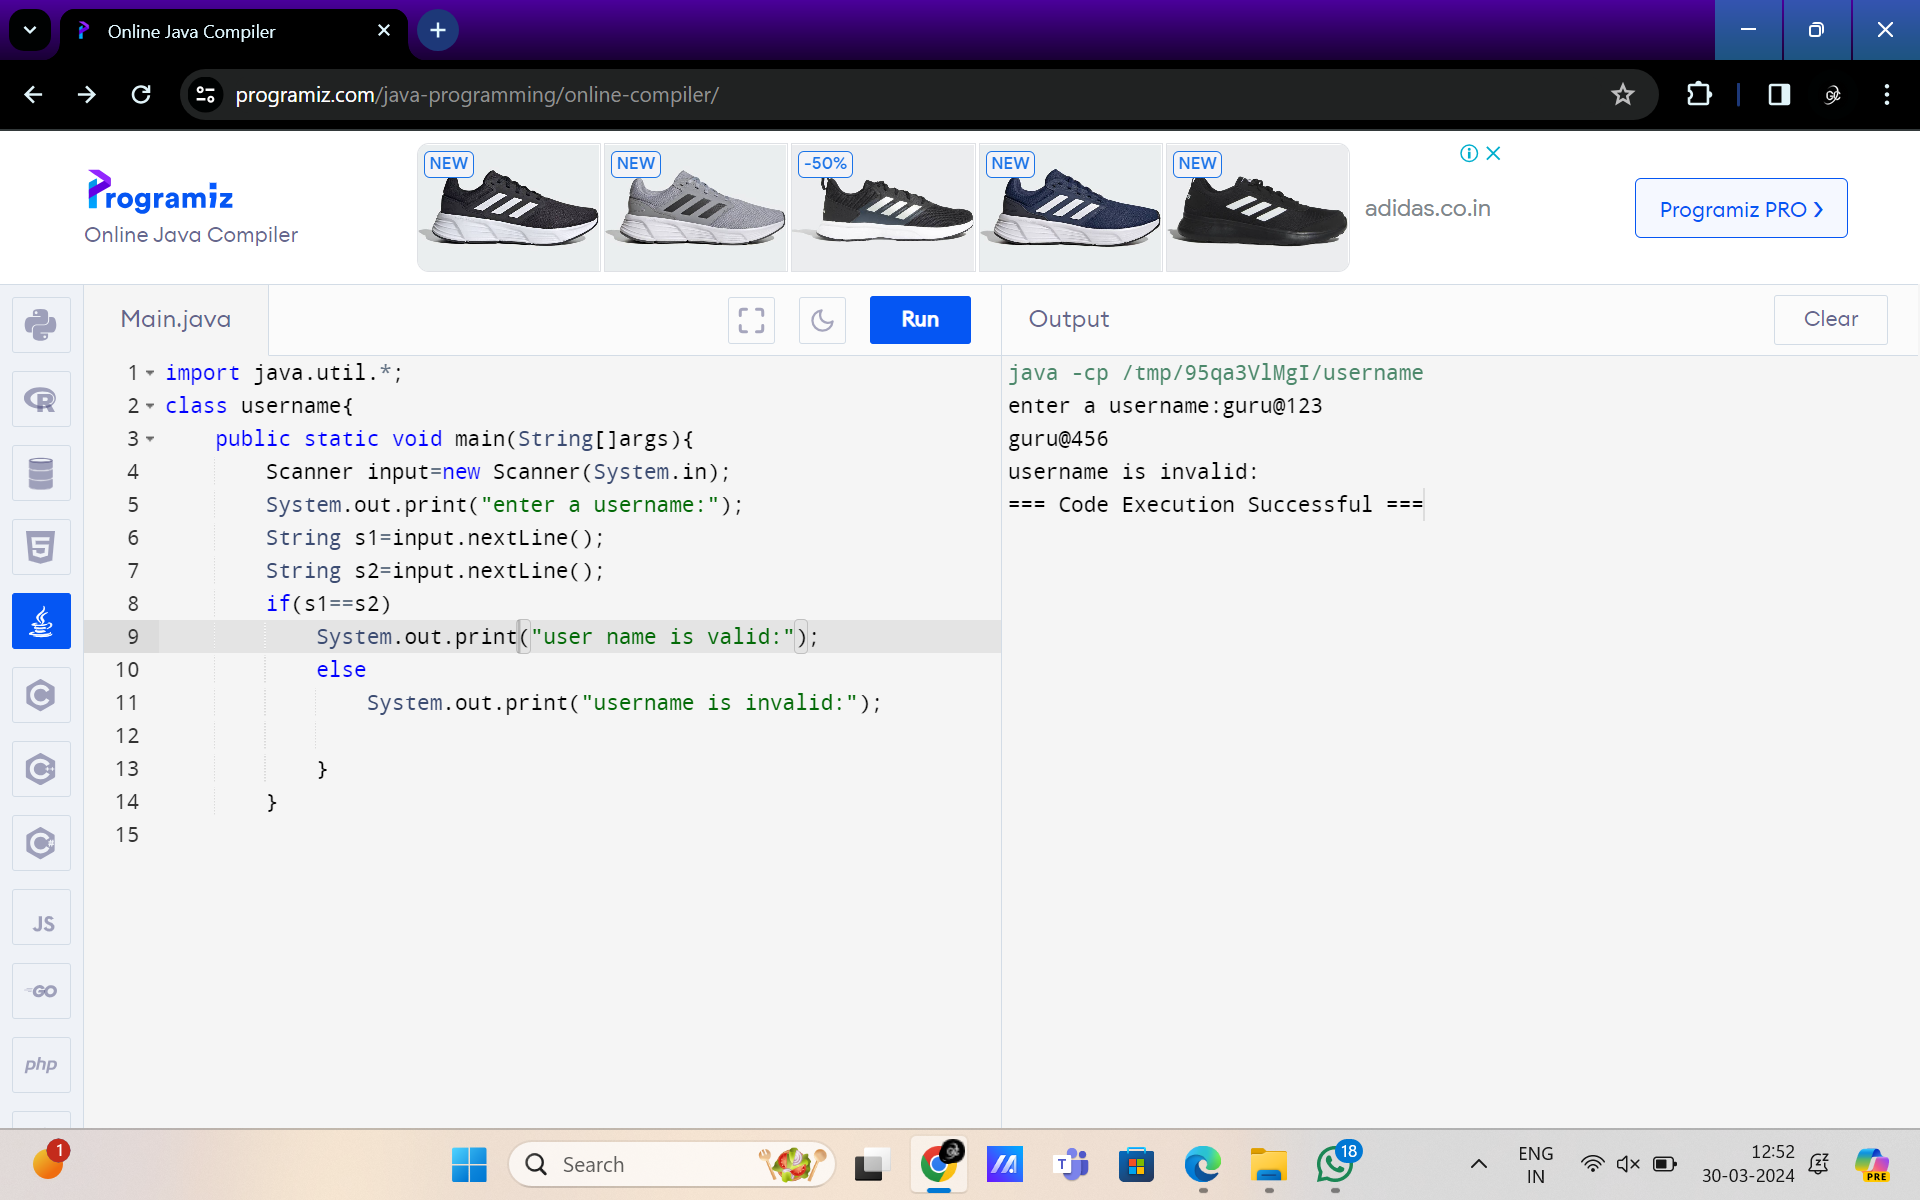 Online Java Compiler
programiz.com/java-programming/online-compiler/
Programiz
Online Java Compiler
NEW
NEW
-50%
NEW
NEW
adidas.co.in
Programiz PRO
Main.java
Run
Output
Clear
1 import java.util.*;
2 class username{
3 public static void main(String[]args){
4 Scanner input=new Scanner(System.in);
5 System.out.print("enter a username:");
6 String s1=input.nextLine();
7 String s2=input.nextLine();
8 if(s1==s2)
9 System.out.print("user name is valid:");
10 else
11 System.out.print("username is invalid:");
12
13 }
14 }
15
java -cp /tmp/95qa3VlMgI/username
enter a username:guru@123
guru@456
username is invalid:
=== Code Execution Successful ===
JS
GO
php
1
Search
18
ENG
IN
12:52
30-03-2024
PRE